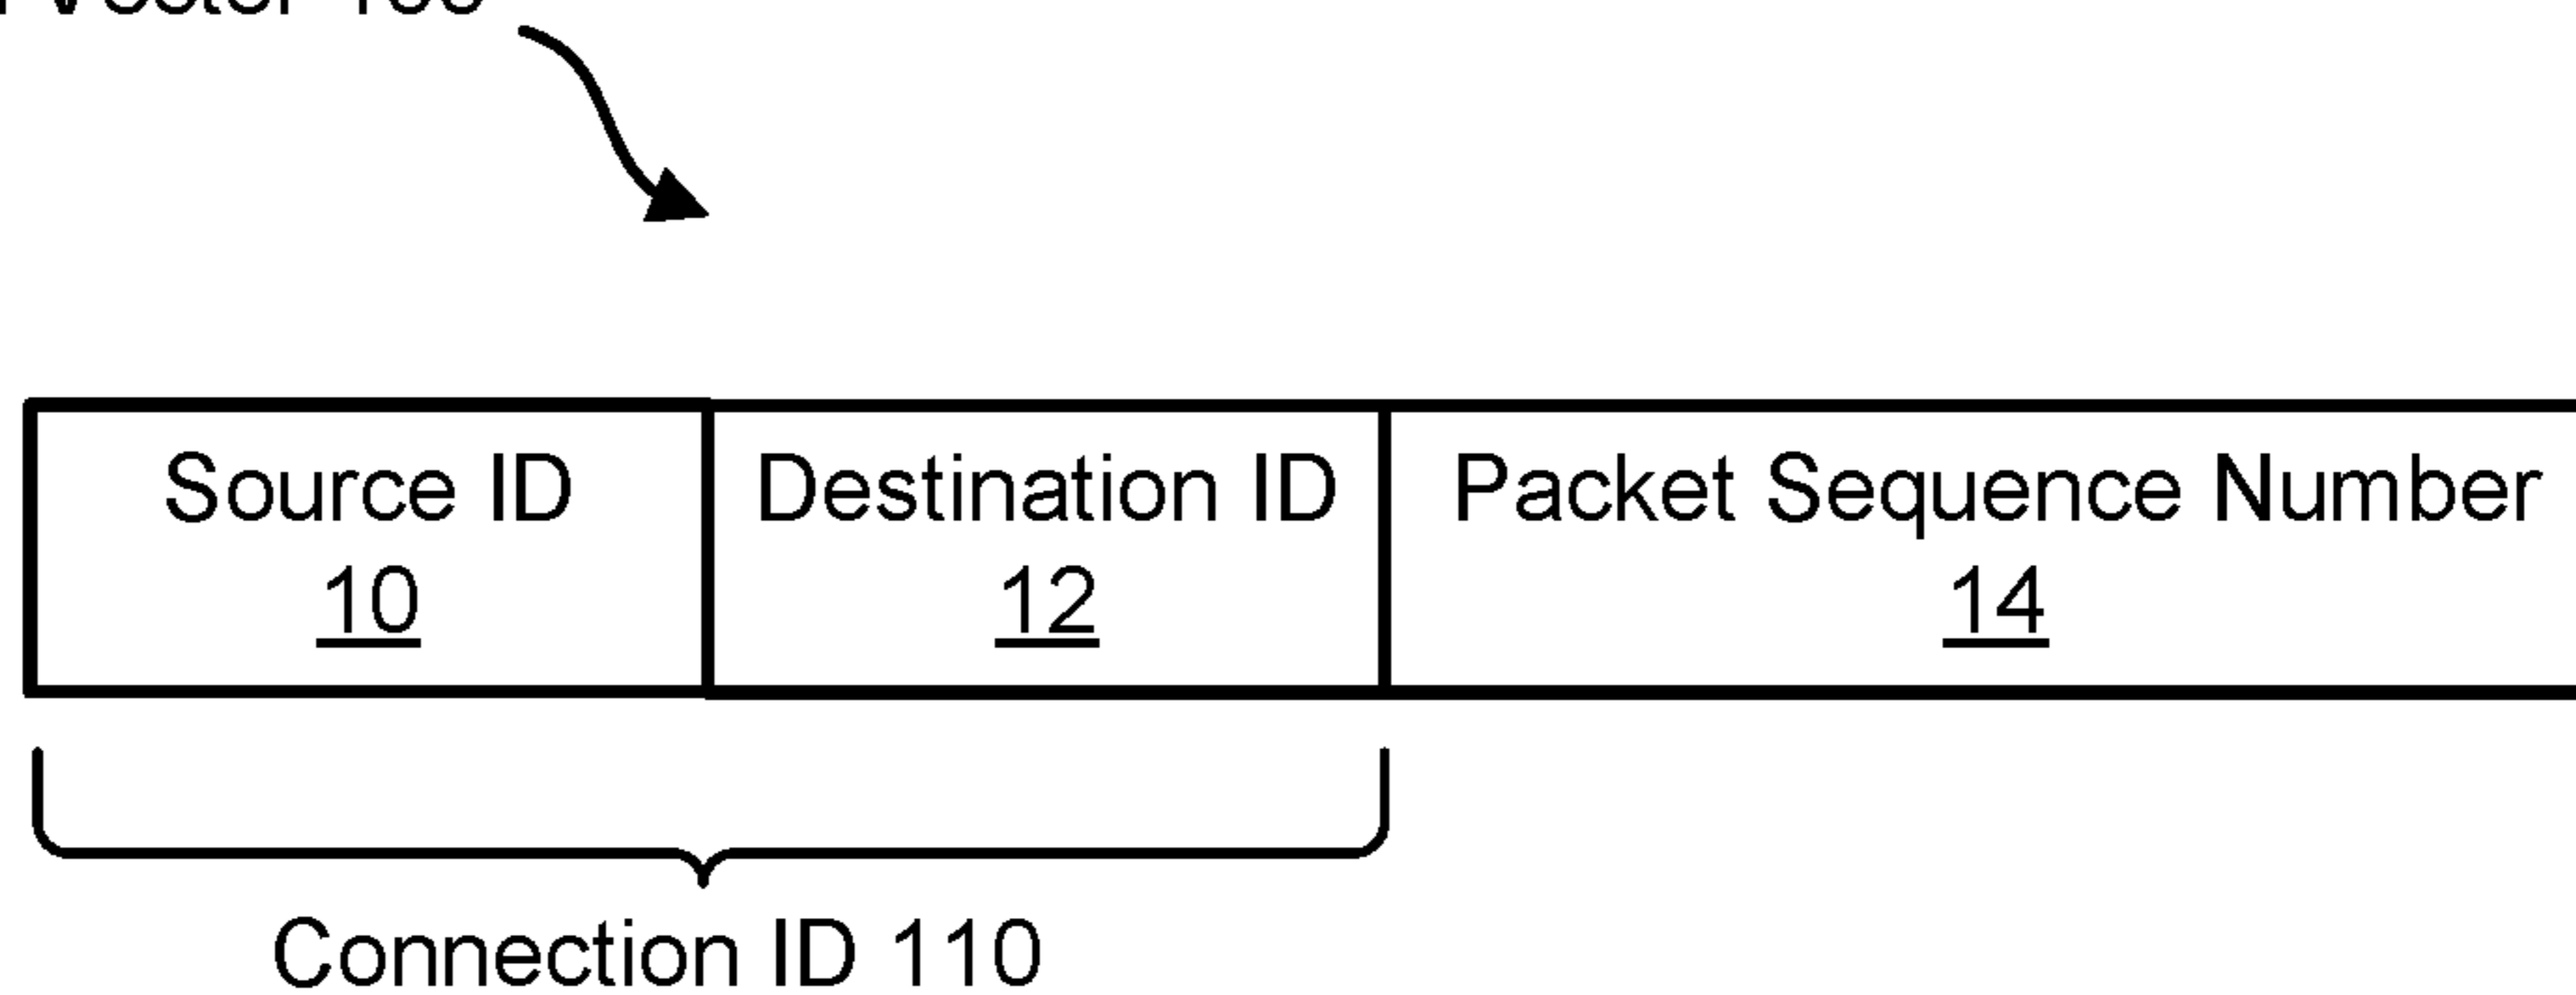 Source ID
10
Destination ID
12
Packet Sequence Number
14
Connection ID 110